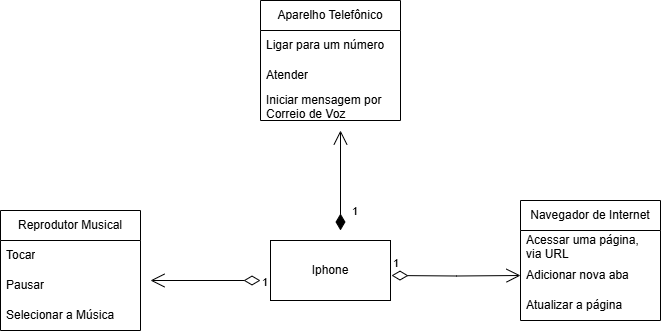 Aparelho Telefônico
Ligar para um número
Atender
Iniciar mensagem por
Correio de Voz
1
Reprodutor Musical
Tocar
Pausar
Selecionar a Música
1
Iphone
1
Navegador de Internet
Acessar uma página,
via URL
Adicionar nova aba
Atualizar a página